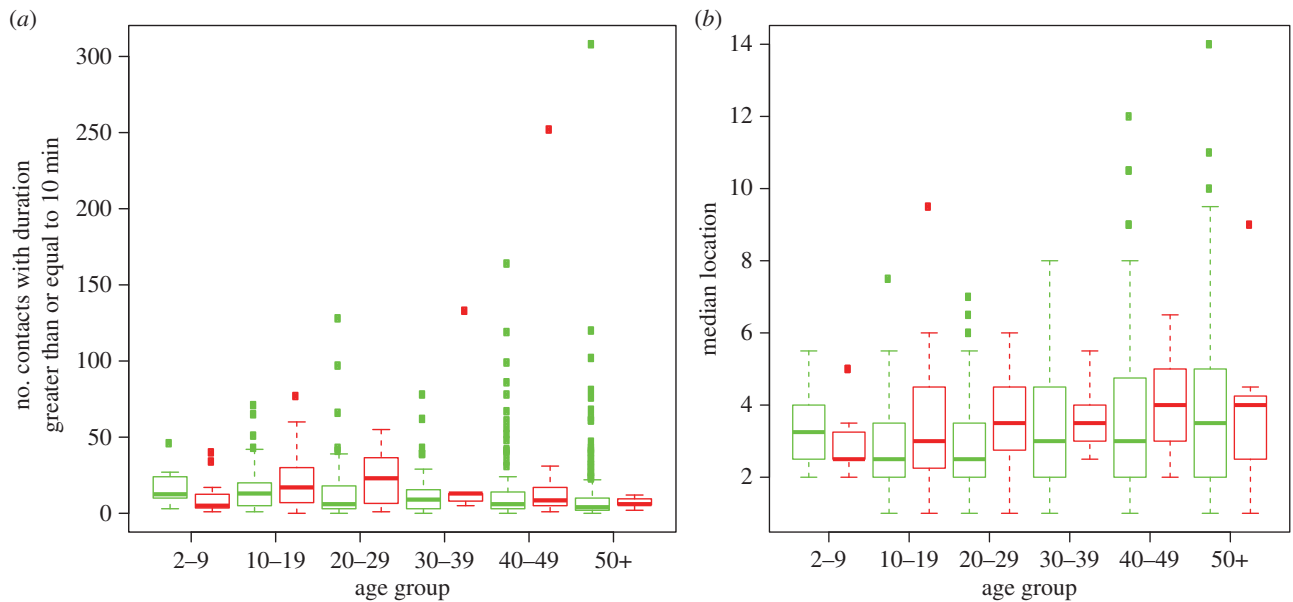 (a)
no. contacts with duration
greater than or equal to 10 min
300
250
200
150
100
50
0
2–9 10–19 20–29 30–39 40–49 50+
age group
(b)
median location
14
12
10
8
6
4
2
2–9 10–19 20–29 30–39 40–49 50+
age group